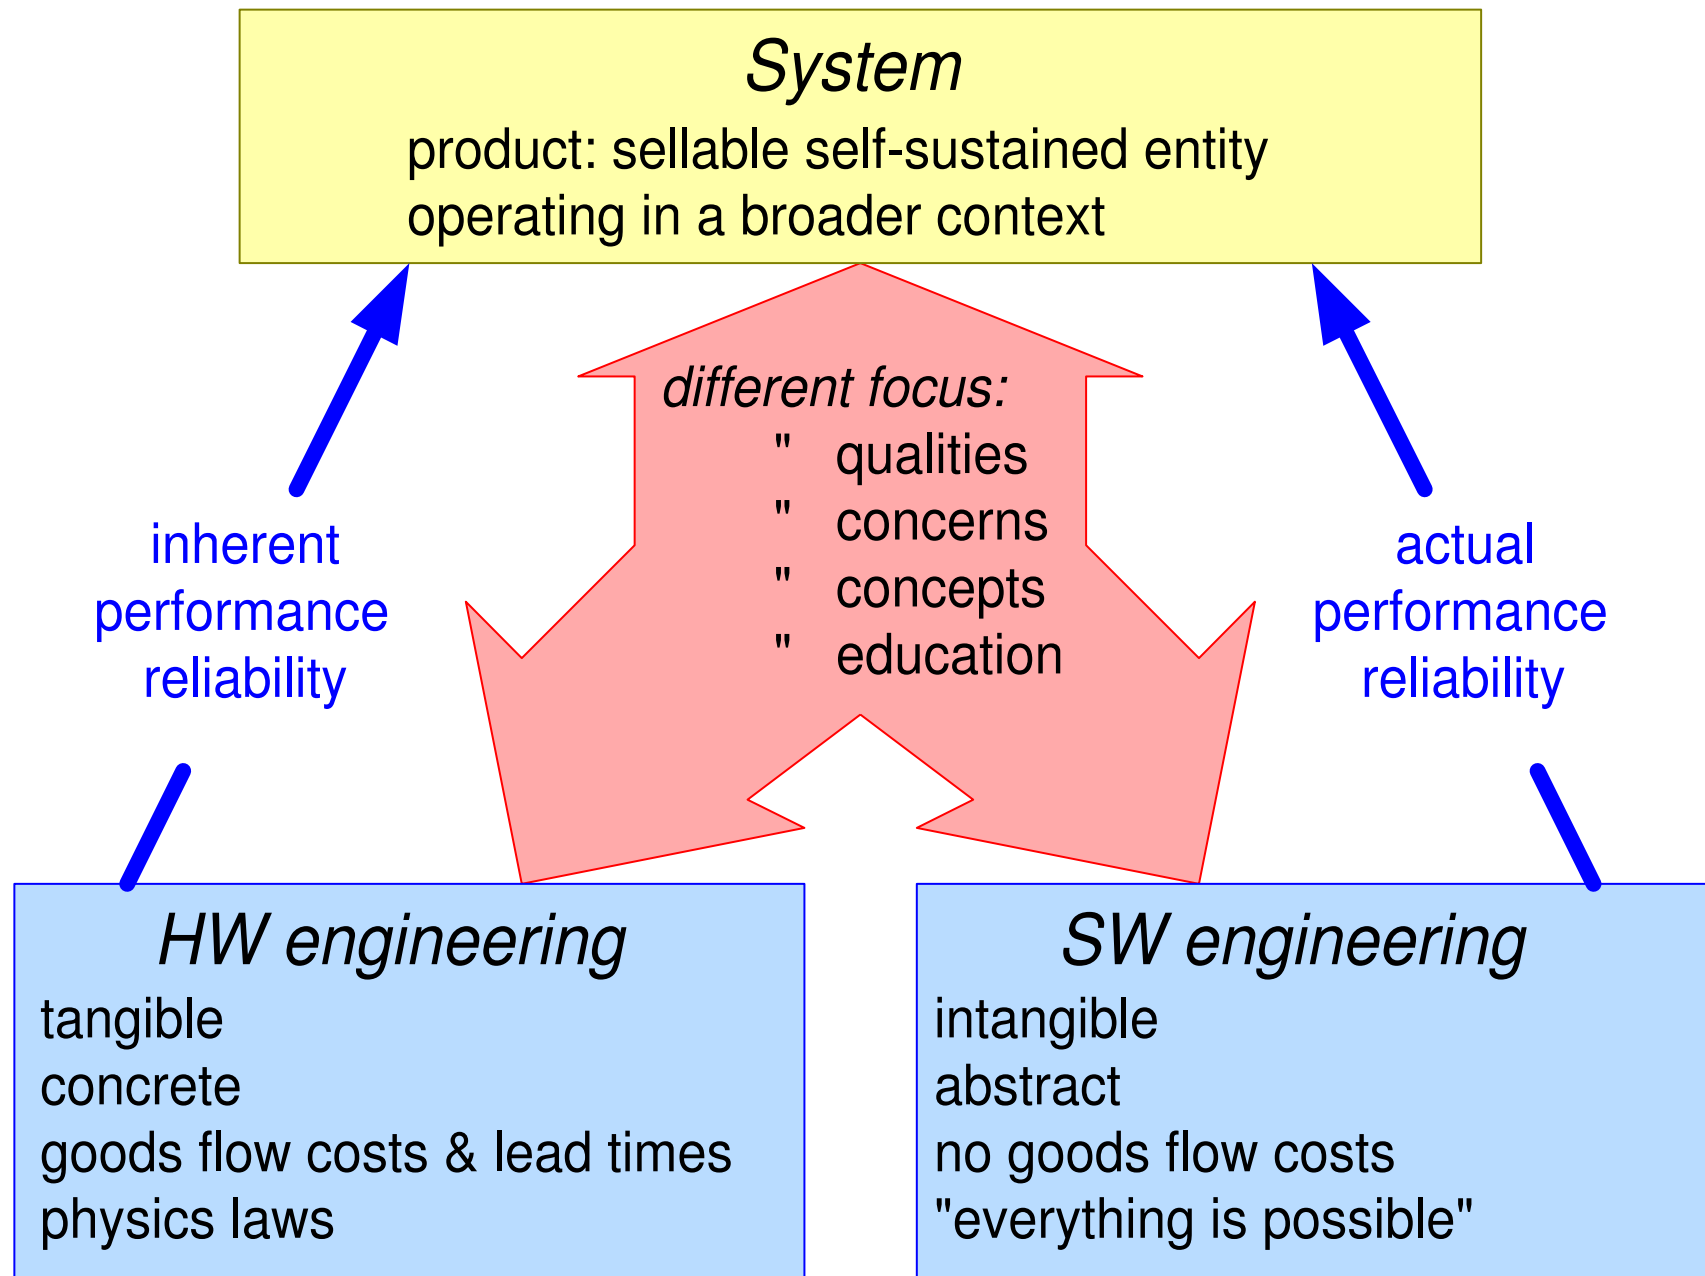 System
product: sellable self-sustained entity
operating in a broader context
different focus:
" qualities
" concerns
" concepts
" education
inherent
performance
reliability
actual
performance
reliability
HW engineering
tangible
concrete
goods flow costs & lead times
physics laws
SW engineering
intangible
abstract
no goods flow costs
"everything is possible"